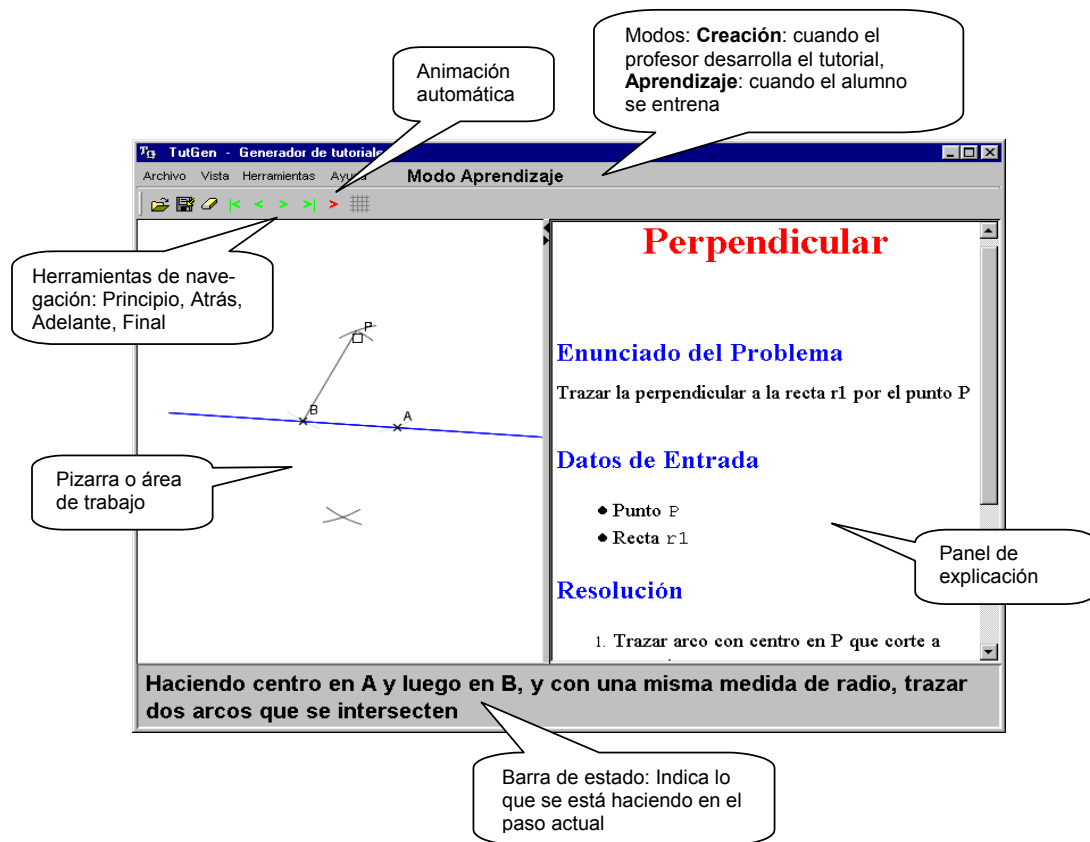 Modos: Creación: cuando el
profesor desarrolla el tutorial,
Aprendizaje: cuando el alumno
se entrena
Animación
automática
TutGen - Generador de tutoriale
Archivo Vista Herramientas Modo Aprendizaje
|< < > >| >
Herramientas de nave-
gación: Principio, Atrás,
Adelante, Final
Perpendicular
P
Enunciado del Problema
Trazar la perpendicular a la recta r1 por el punto P
B
A
Datos de Entrada
Pizarra o área
de trabajo
Punto P
Recta r1
Panel de
explicación
Resolución
1. Trazar arco con centro en P que corte a
Haciendo centro en A y luego en B, y con una misma medida de radio, trazar
dos arcos que se intersecten
Barra de estado: Indica lo
que se está haciendo en el
paso actual